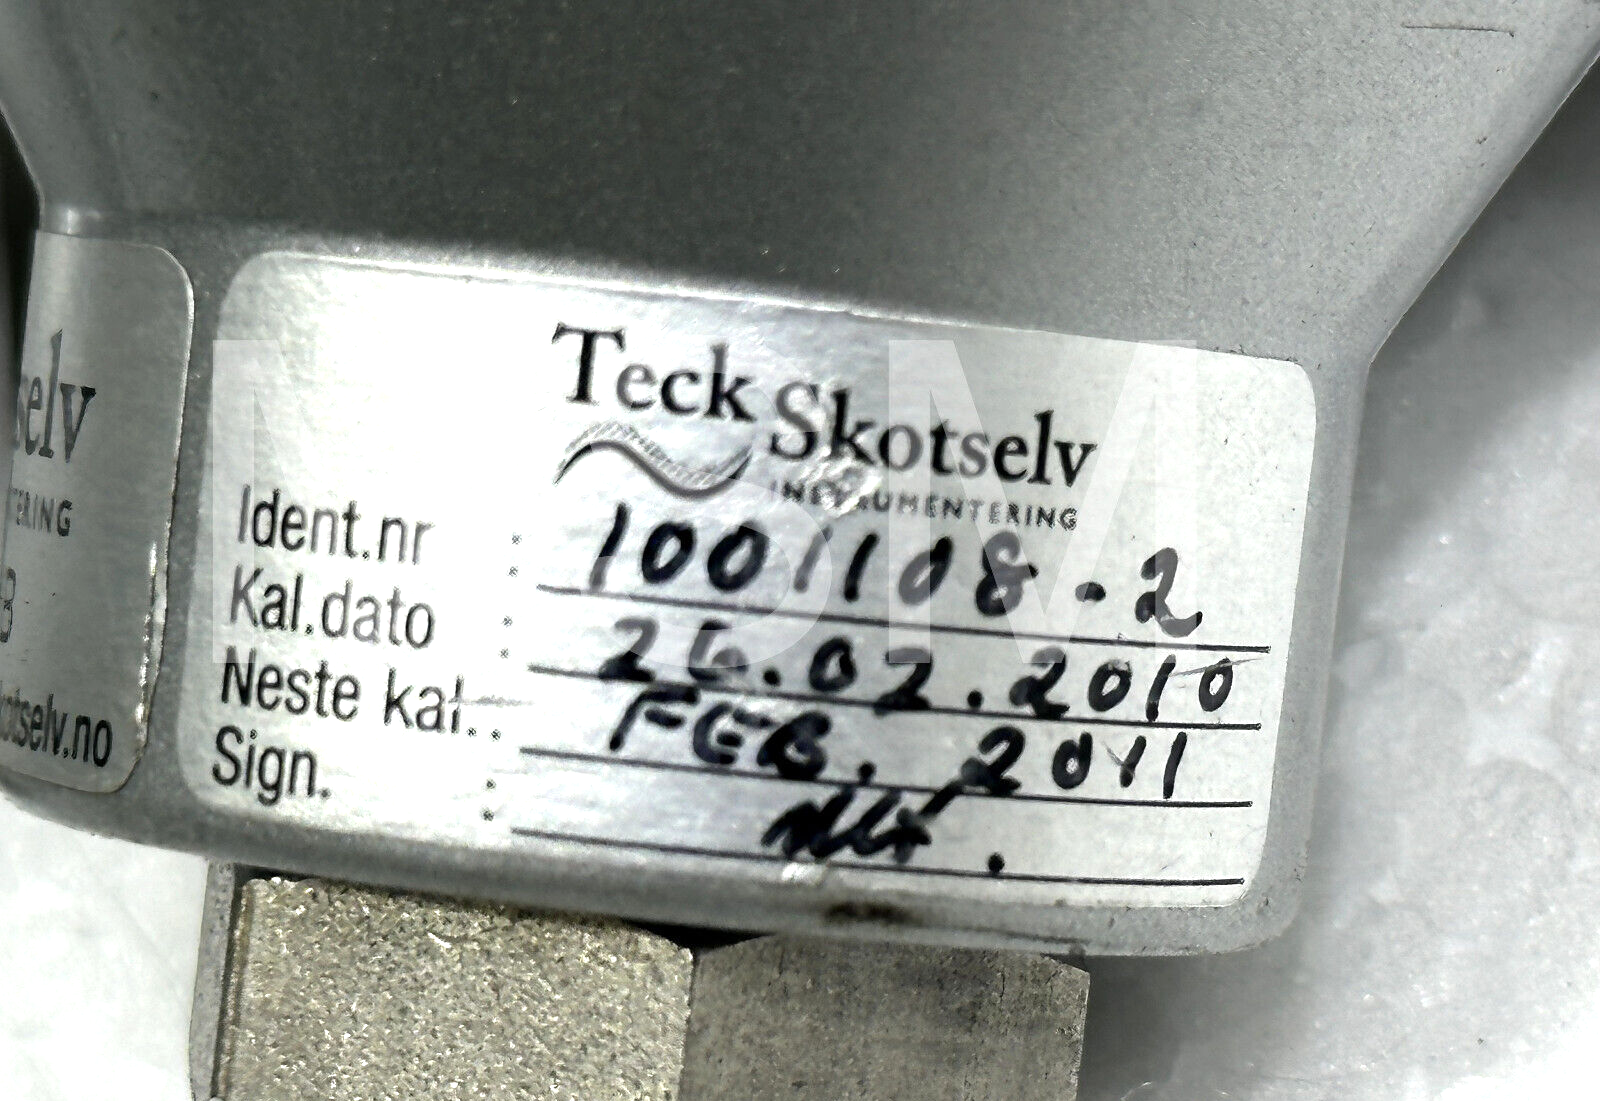 Teck Skotselv
INSTRUMENTERING
Ident.nr : 1001108-2
Kal.dato : 26.02.2010
Neste kal. : FEB. 2011
Sign. :
selv
ERING
kotselv.no